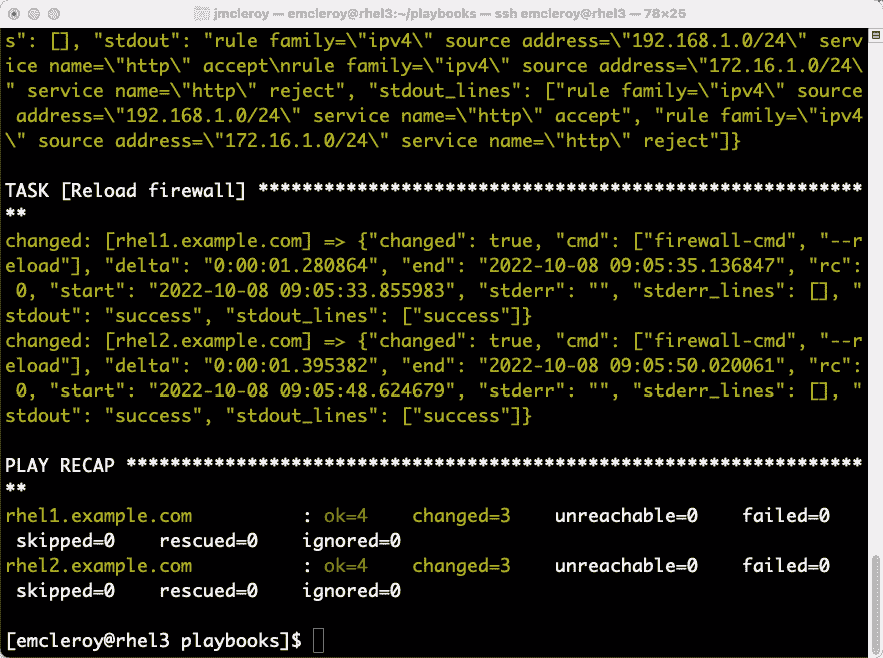 jmcleroy — emcleroy@rhel3:~/playbooks — ssh emcleroy@rhel3 — 78×25
s": [], "stdout": "rule family=\"ipv4\" source address=\"192.168.1.0/24\" serv
ice name=\"http\" accept\nrule family=\"ipv4\" source address=\"172.16.1.0/24\
" service name=\"http\" reject", "stdout_lines": ["rule family=\"ipv4\" source
 address=\"192.168.1.0/24\" service name=\"http\" accept", "rule family=\"ipv4
\" source address=\"172.16.1.0/24\" service name=\"http\" reject"]}
TASK [Reload firewall] *******************************************************
**
changed: [rhel1.example.com] => {"changed": true, "cmd": ["firewall-cmd", "--r
eload"], "delta": "0:00:01.280864", "end": "2022-10-08 09:05:35.136847", "rc":
 0, "start": "2022-10-08 09:05:33.855983", "stderr": "", "stderr_lines": [], "
stdout": "success", "stdout_lines": ["success"]}
changed: [rhel2.example.com] => {"changed": true, "cmd": ["firewall-cmd", "--r
eload"], "delta": "0:00:01.395382", "end": "2022-10-08 09:05:50.020061", "rc":
 0, "start": "2022-10-08 09:05:48.624679", "stderr": "", "stderr_lines": [], "
stdout": "success", "stdout_lines": ["success"]}
PLAY RECAP *******************************************************************
**
rhel1.example.com          : ok=4    changed=3    unreachable=0    failed=0
 skipped=0    rescued=0    ignored=0
rhel2.example.com          : ok=4    changed=3    unreachable=0    failed=0
 skipped=0    rescued=0    ignored=0
[emcleroy@rhel3 playbooks]$